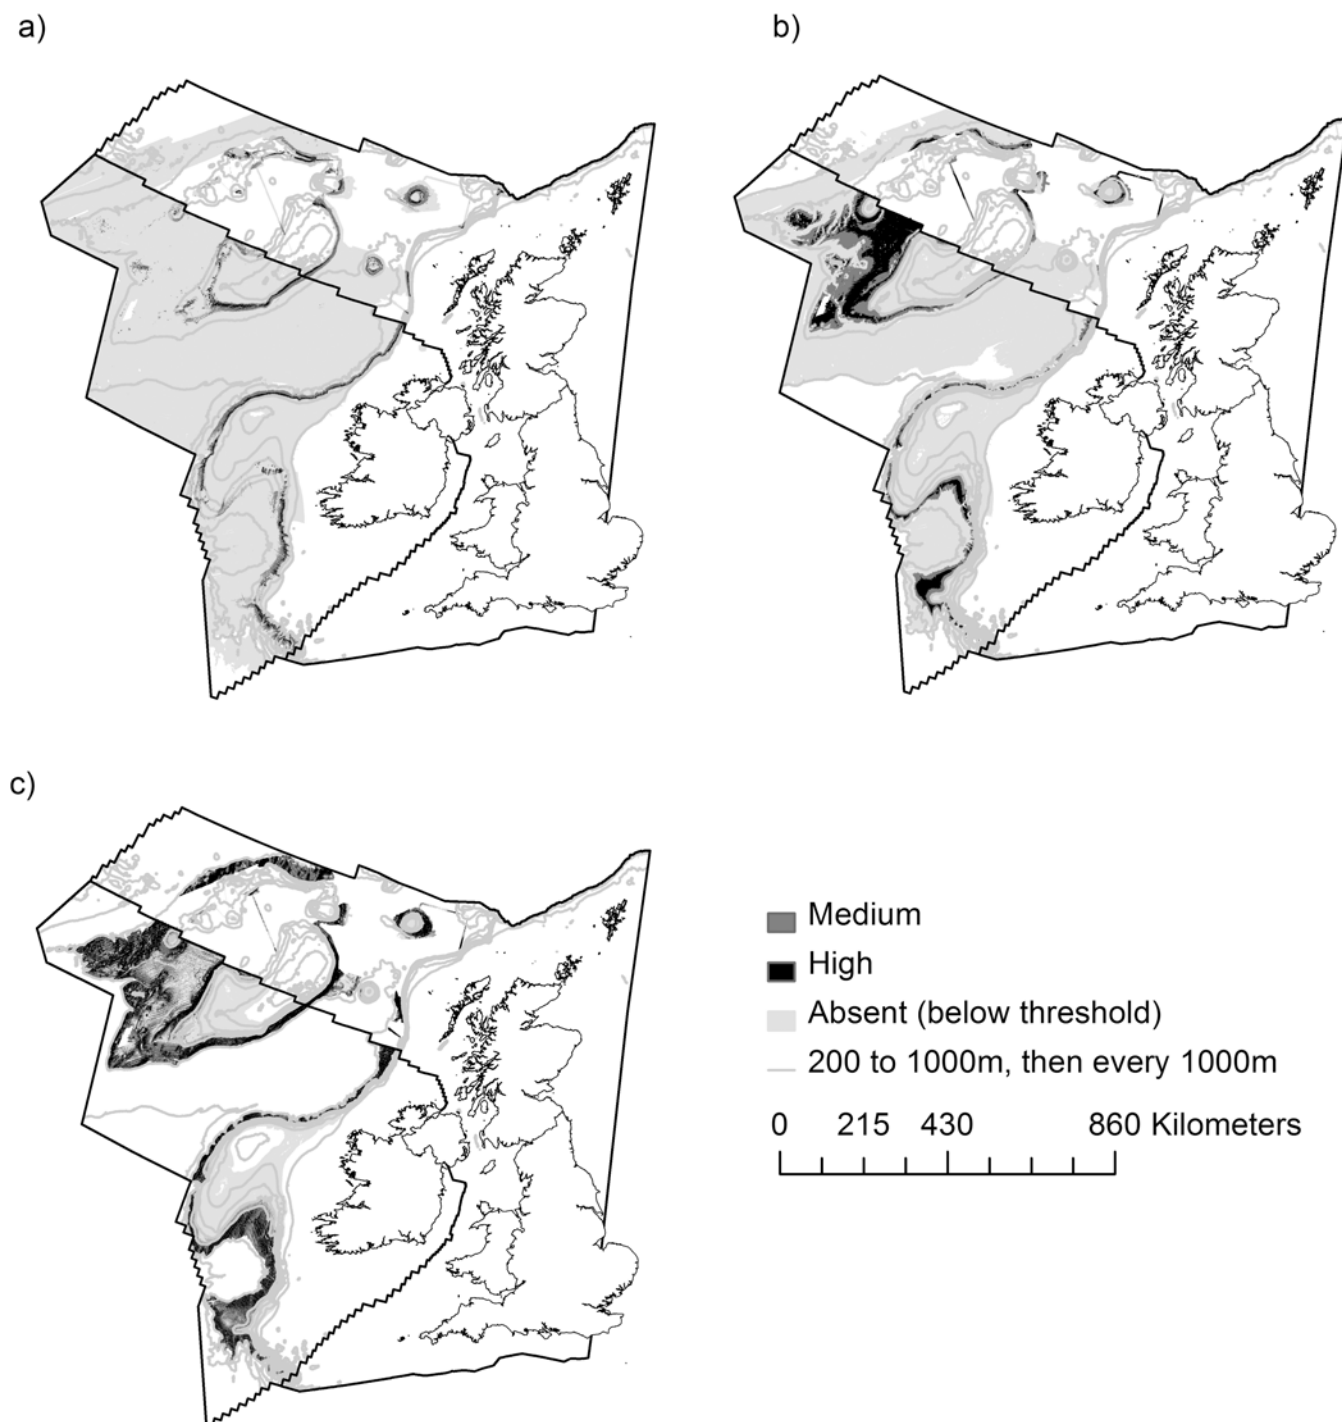 a)
b)
c)
Medium
High
Absent (below threshold)
200 to 1000m, then every 1000m
0 215 430 860 Kilometers